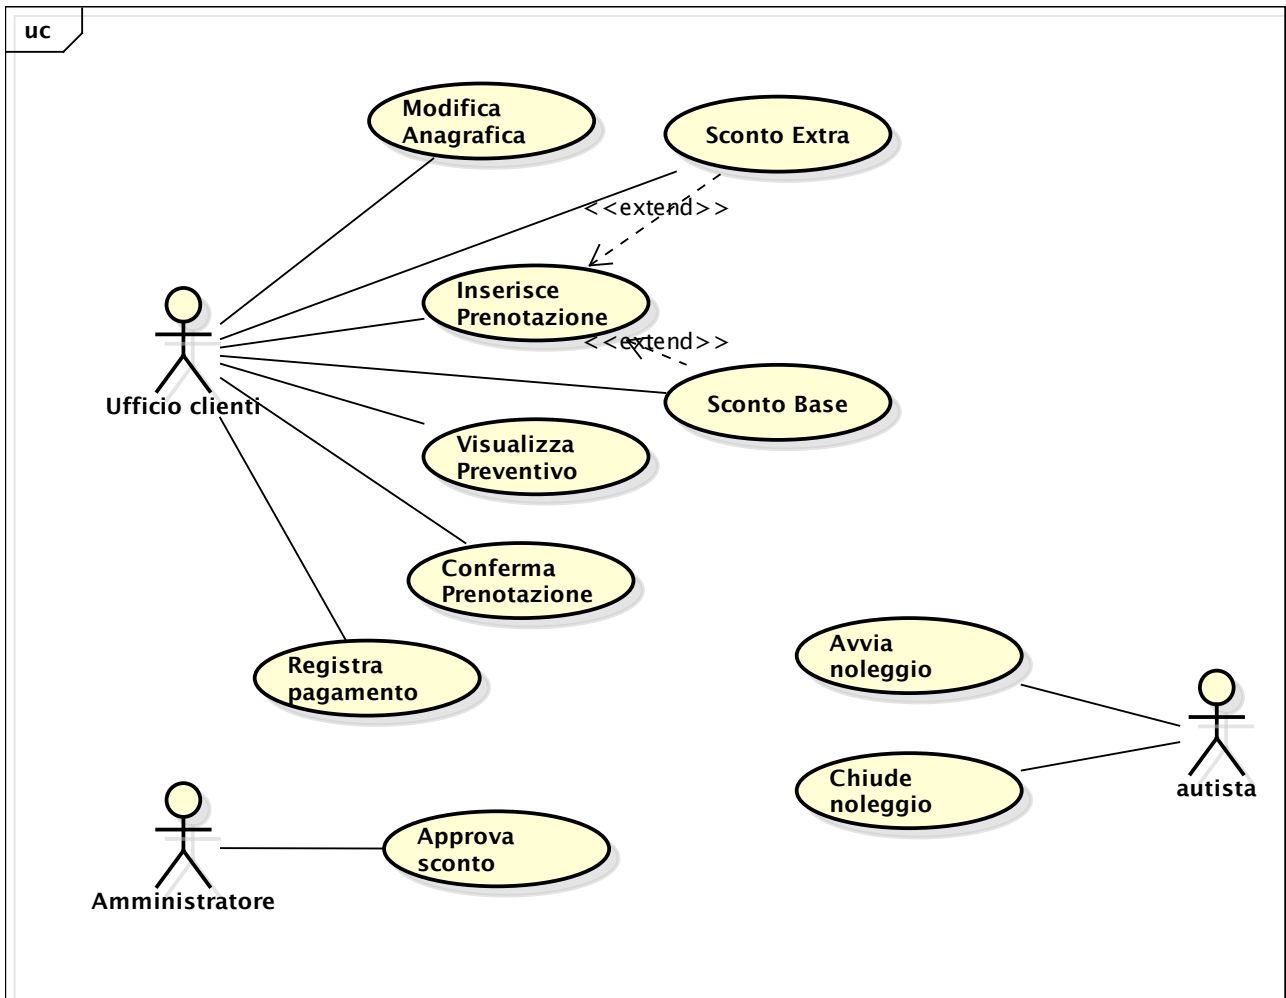 uc
Modifica
Anagrafica
Sconto Extra
<<extend>>
Inserisce
Prenotazione
<<extend>>
Ufficio clienti
Sconto Base
Visualizza
Preventivo
Conferma
Prenotazione
Registra
pagamento
Avvia
noleggio
Chiude
noleggio
autista
Approva
sconto
Amministratore